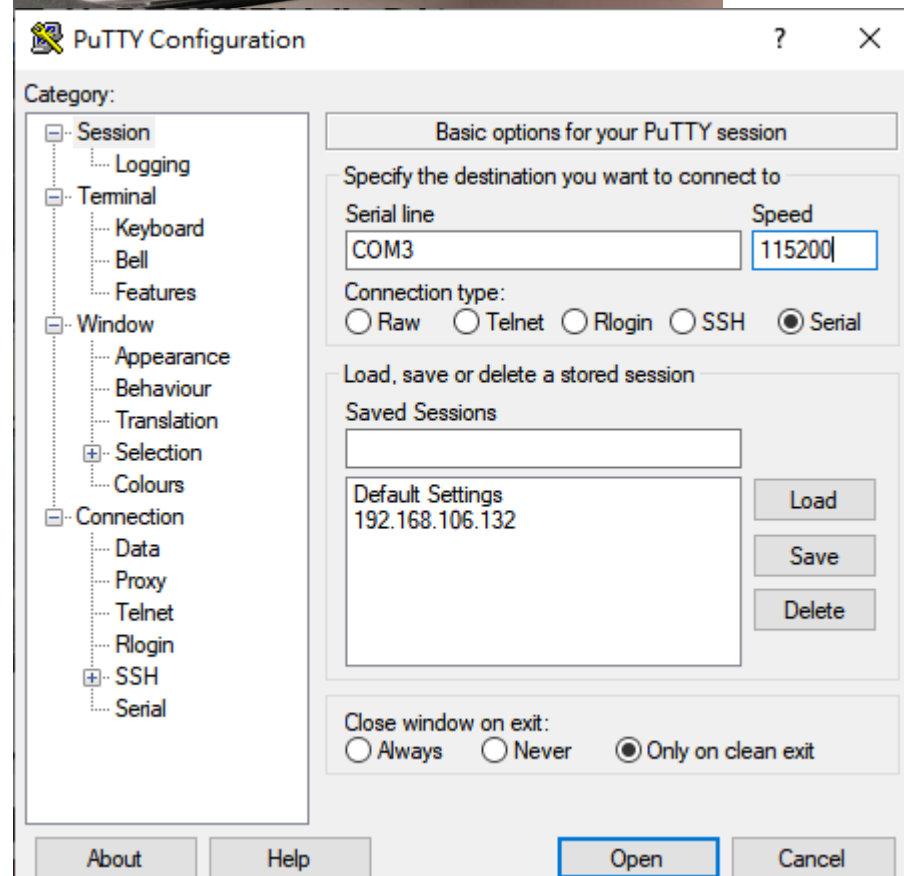 PuTTY Configuration
?
Category:
Session
Logging
Terminal
Keyboard
Bell
Features
Window
Appearance
Behaviour
Translation
Selection
Colours
Connection
Data
Proxy
Telnet
Rlogin
SSH
Serial
Basic options for your PuTTY session
Specify the destination you want to connect to
Serial line Speed
COM3 115200
Connection type:
Raw Telnet Rlogin SSH Serial
Load, save or delete a stored session
Saved Sessions
Default Settings
192.168.106.132
Load
Save
Delete
Close window on exit:
Always Never Only on clean exit
About Help Open Cancel